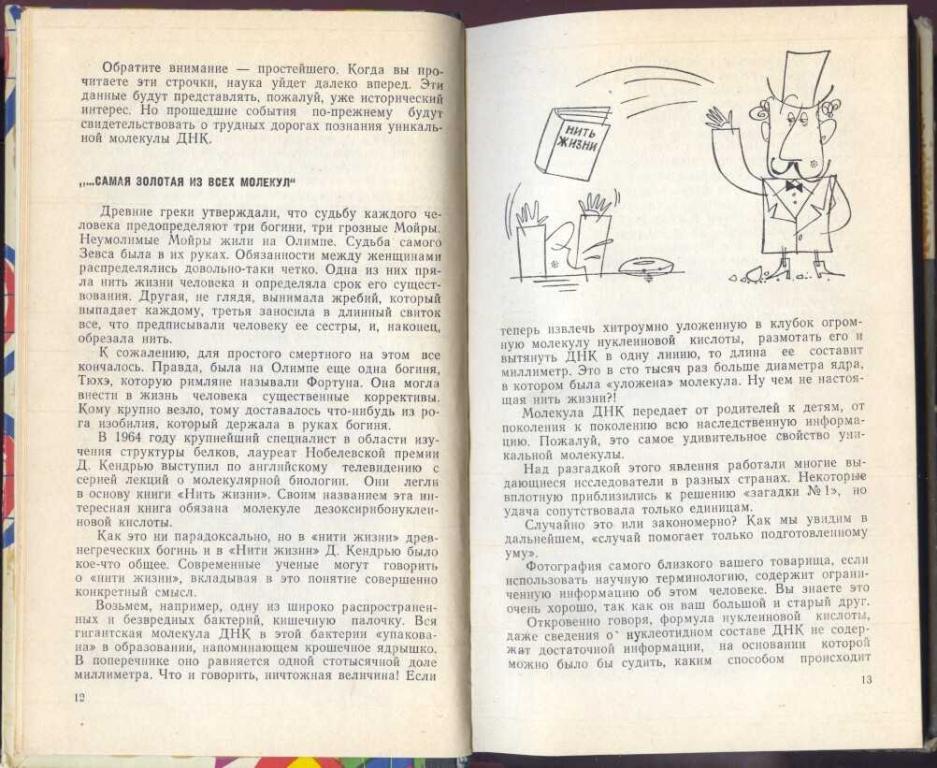 Обратите внимание — простейшего. Когда вы про-
читаете эти строчки, наука уйдет далеко вперед. Эти
данные будут представлять, пожалуй, уже исторический
интерес. Но прошедшие события по-прежнему будут
свидетельствовать о трудных дорогах познания уникаль-
ной молекулы ДНК.
„...САМАЯ ЗОЛОТАЯ ИЗ ВСЕХ МОЛЕКУЛ“
Древние греки утверждали, что судьбу каждого че-
ловека предопределяют три богини, три грозные Мойры.
Неумолимые Мойры жили на Олимпе. Судьба самого
Зевса была в их руках. Обязанности между женщинами
распределялись довольно-таки четко. Одна из них пря-
ла нить жизни человека и определяла срок его сущест-
вования. Другая, не глядя, вынимала жребий, который
выпадает каждому, третья заносила в длинный свиток
все, что предписывали человеку ее сестры, и, наконец,
обрезала нить.
К сожалению, для простого смертного на этом все
кончалось. Правда, была на Олимпе еще одна богиня,
Тюхэ, которую римляне называли Фортуна. Она могла
внести в жизнь человека существенные коррективы.
Кому крупно везло, тому доставалось что-нибудь из ро-
га изобилия, который держала в руках богиня.
В 1964 году крупнейший специалист в области изу-
чения структуры белков, лауреат Нобелевской премии
Д. Кендрью выступил по английскому телевидению с
серией лекций о молекулярной биологии. Они легли
в основу книги «Нить жизни». Своим названием эта ин-
тересная книга обязана молекуле дезоксирибонуклеи-
новой кислоты.
Как это ни парадоксально, но в «нити жизни» древ-
негреческих богинь и в «Нити жизни» Д. Кендрью было
кое-что общее. Современные ученые могут говорить
о «нити жизни», вкладывая в это понятие совершенно
конкретный смысл.
Возьмем, например, одну из широко распространен-
ных и безвредных бактерий, кишечную палочку. Вся
гигантская молекула ДНК в этой бактерии «упакова-
на» в образовании, напоминающем крошечное ядрышко.
В поперечнике оно равняется одной стотысячной доле
миллиметра. Что и говорить, ничтожная величина! Если
12
НИТЬ
ЖИЗНИ
теперь извлечь хитроумно уложенную в клубок огром-
ную молекулу нуклеиновой кислоты, размотать его и
вытянуть ДНК в одну линию, то длина ее составит
миллиметр. Это в сто тысяч раз больше диаметра ядра,
в котором была «уложена» молекула. Ну чем не настоя-
щая нить жизни?!
Молекула ДНК передает от родителей к детям, от
поколения к поколению всю наследственную информа-
цию. Пожалуй, это самое удивительное свойство уни-
кальной молекулы.
Над разгадкой этого явления работали многие вы-
дающиеся исследователи в разных странах. Некоторые
вплотную приблизились к решению «загадки № 1», но
удача сопутствовала только единицам.
Случайно это или закономерно? Как мы увидим в
дальнейшем, «случай помогает только подготовленному
уму».
Фотография самого близкого вашего товарища, если
использовать научную терминологию, содержит ограни-
ченную информацию об этом человеке. Вы знаете это
очень хорошо, так как он ваш большой и старый друг.
Откровенно говоря, формула нуклеиновой кислоты,
даже сведения о нуклеотидном составе ДНК не содер-
жат достаточной информации, на основании которой
можно было бы судить, каким способом происходит
13